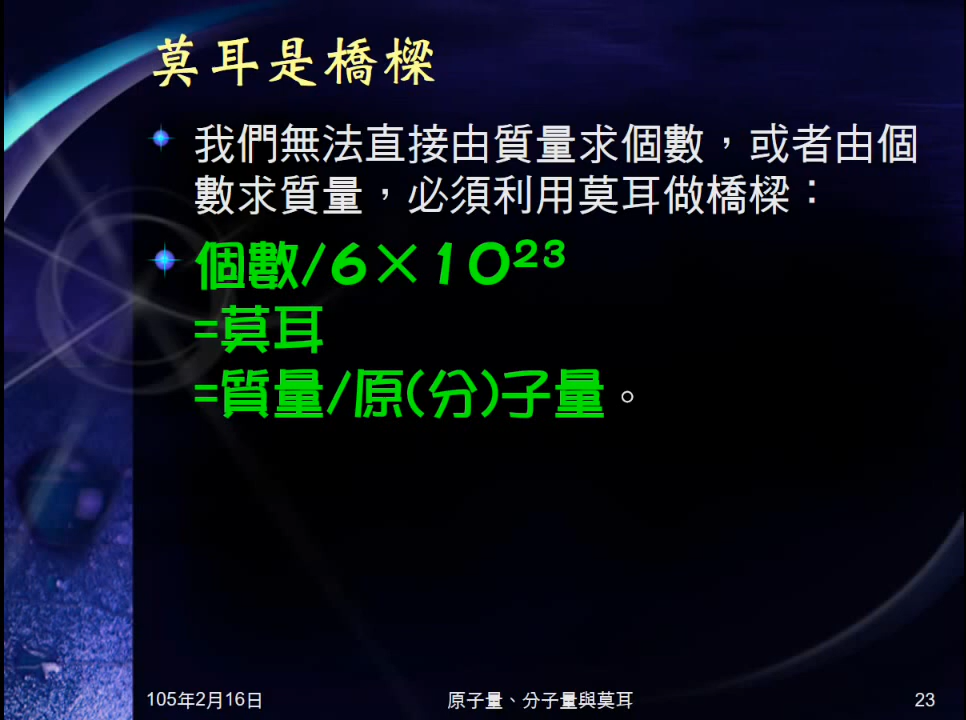 莫耳是橋樑
我們無法直接由質量求個數，或者由個
數求質量，必須利用莫耳做橋樑：
個數/6×10²³
=莫耳
=質量/原(分)子量。
105年2月16日
原子量、分子量與莫耳
23